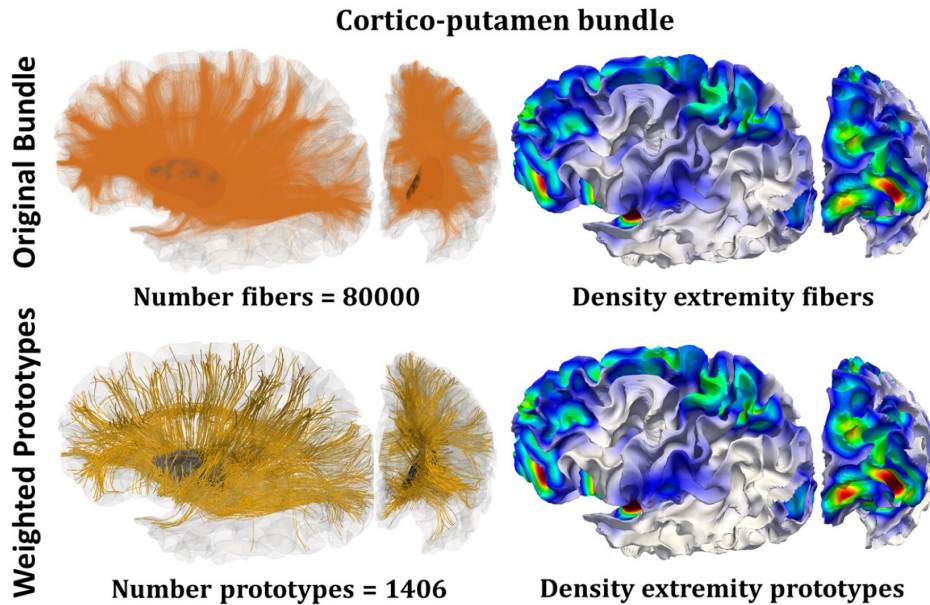 Cortico-putamen bundle
Original Bundle
Number fibers = 80000
Density extremity fibers
Weighted Prototypes
Number prototypes = 1406
Density extremity prototypes